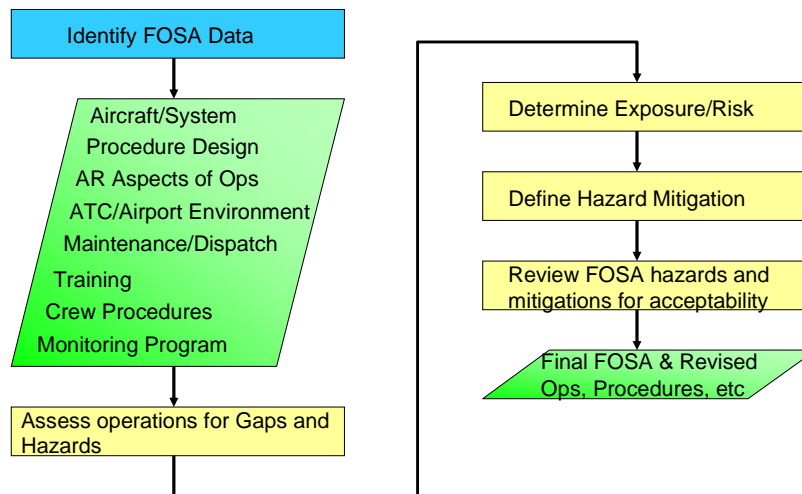 Identify FOSA Data
Aircraft/System
Procedure Design
AR Aspects of Ops
ATC/Airport Environment
Maintenance/Dispatch
Training
Crew Procedures
Monitoring Program
Assess operations for Gaps and
Hazards
Determine Exposure/Risk
Define Hazard Mitigation
Review FOSA hazards and
mitigations for acceptability
Final FOSA & Revised
Ops, Procedures, etc